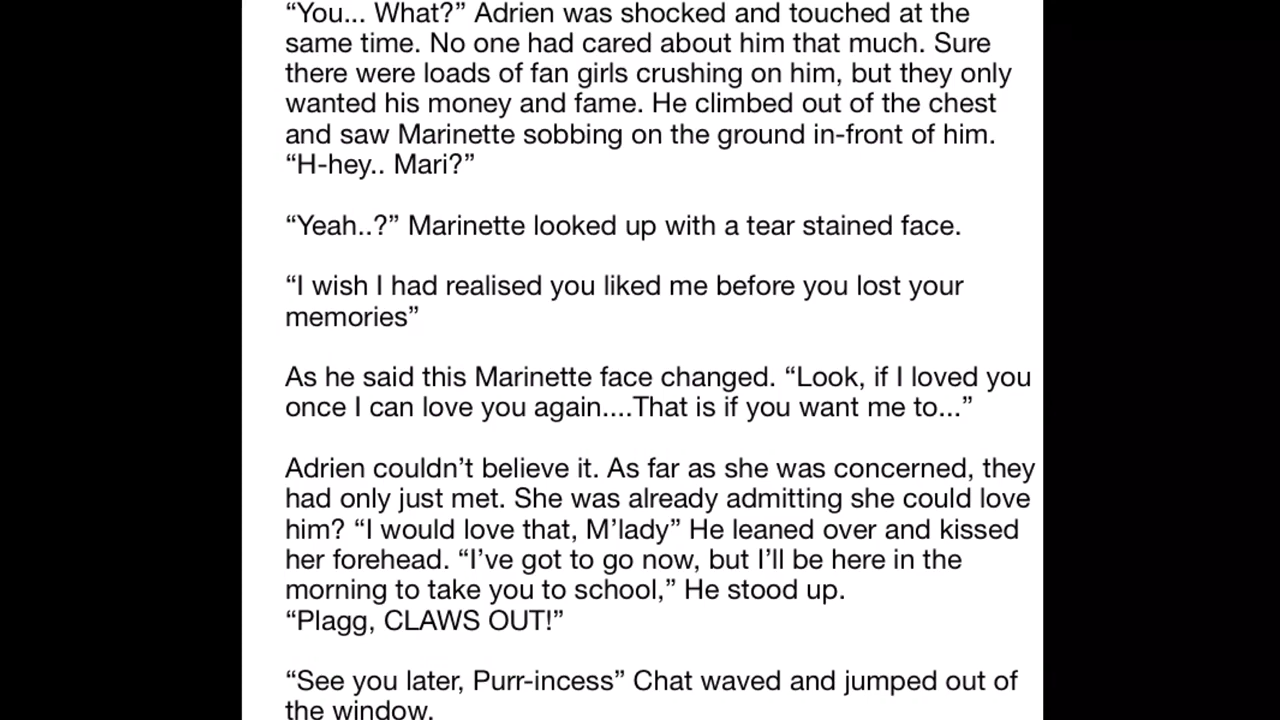 “You... What?” Adrien was shocked and touched at the
same time. No one had cared about him that much. Sure
there were loads of fan girls crushing on him, but they only
wanted his money and fame. He climbed out of the chest
and saw Marinette sobbing on the ground in-front of him.
“H-hey.. Mari?”
“Yeah..?” Marinette looked up with a tear stained face.
“I wish I had realised you liked me before you lost your
memories”
As he said this Marinette face changed. “Look, if I loved you
once I can love you again....That is if you want me to...”
Adrien couldn’t believe it. As far as she was concerned, they
had only just met. She was already admitting she could love
him? “I would love that, M’lady” He leaned over and kissed
her forehead. “I’ve got to go now, but I’ll be here in the
morning to take you to school,” He stood up.
“Plagg, CLAWS OUT!”
“See you later, Purr-incess” Chat waved and jumped out of
the window.